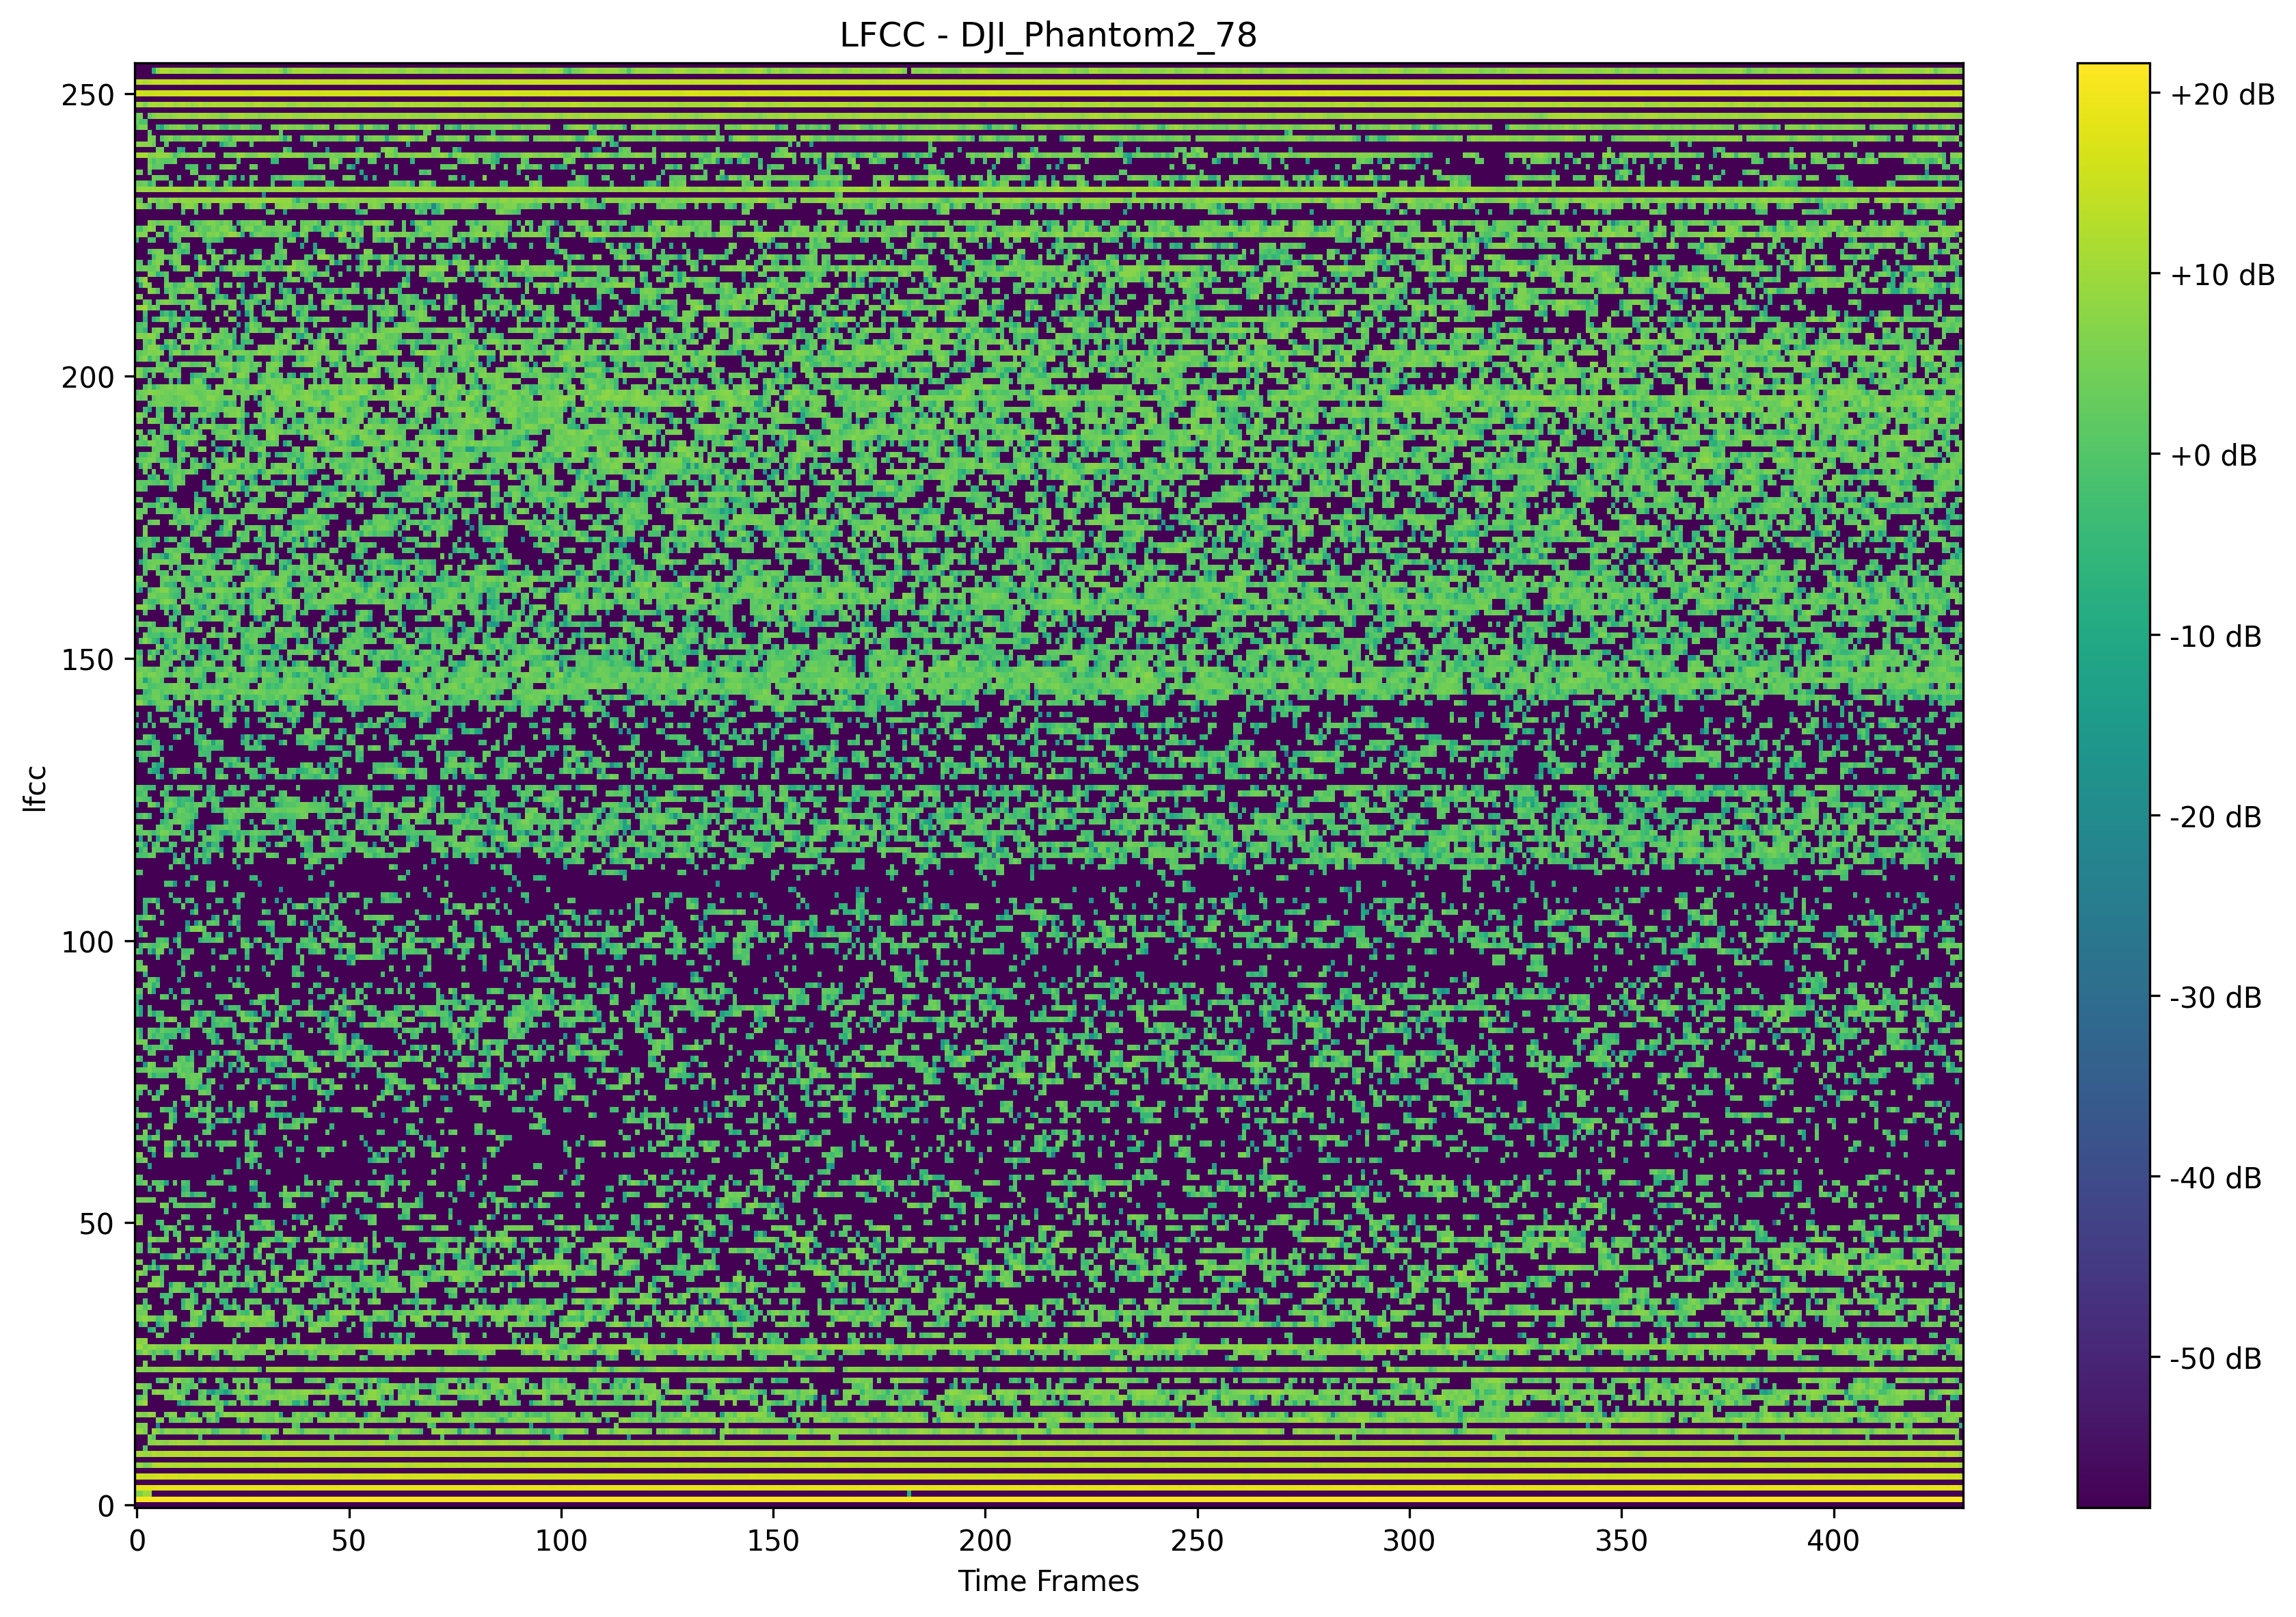 LFCC - DJI_Phantom2_78
250
200
150
100
50
0
lfcc
0 50 100 150 200 250 300 350 400
Time Frames
+20 dB
+10 dB
+0 dB
-10 dB
-20 dB
-30 dB
-40 dB
-50 dB